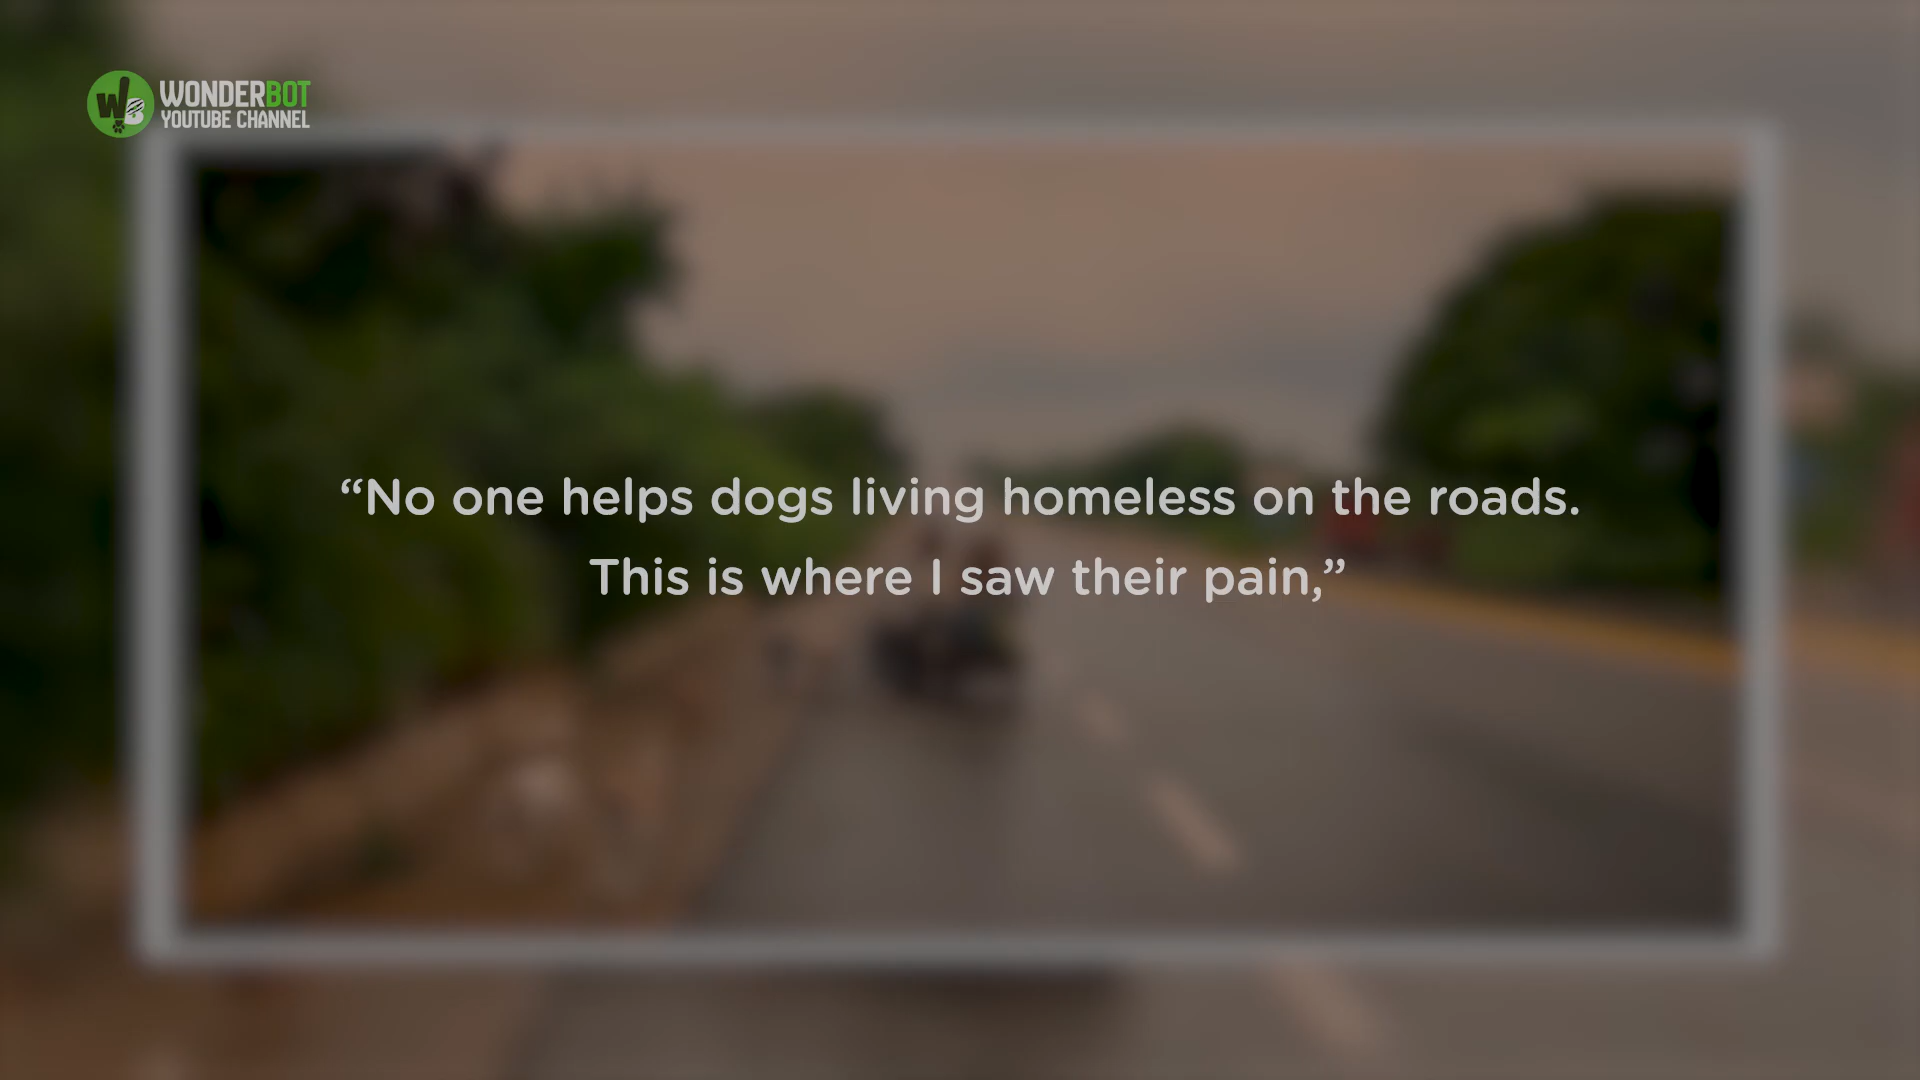 WONDERBOT
YOUTUBE CHANNEL
“No one helps dogs living homeless on the roads.
This is where I saw their pain,”